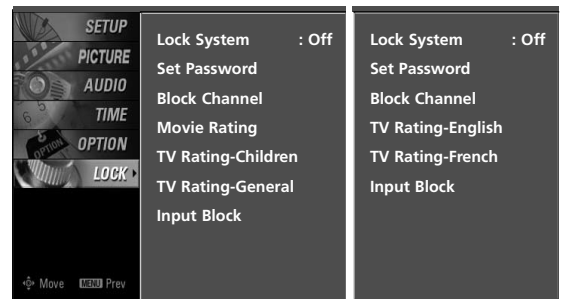 SETUP
PICTURE
AUDIO
TIME
OPTION
LOCK
Move MENU Prev
Lock System : Off
Set Password
Block Channel
Movie Rating
TV Rating-Children
TV Rating-General
Input Block
Lock System : Off
Set Password
Block Channel
TV Rating-English
TV Rating-French
Input Block